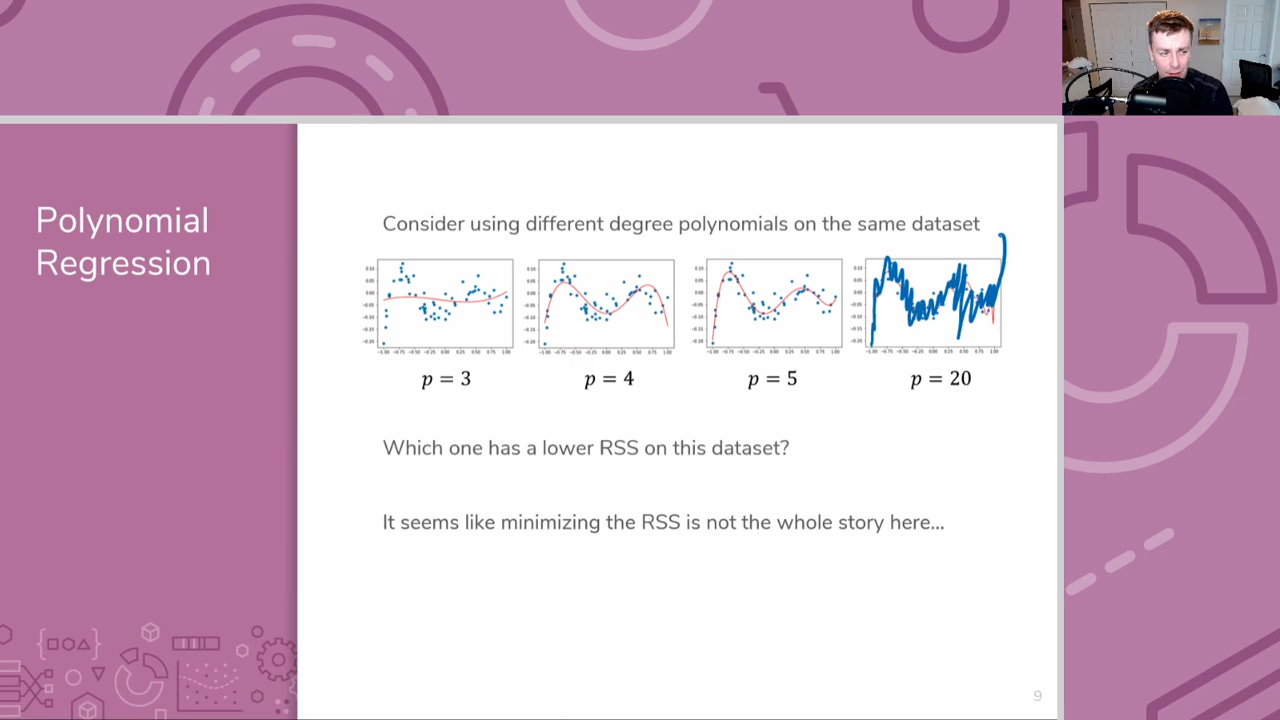 Polynomial
Regression
Consider using different degree polynomials on the same dataset
p = 3
p = 4
p = 5
p = 20
Which one has a lower RSS on this dataset?
It seems like minimizing the RSS is not the whole story here...
9